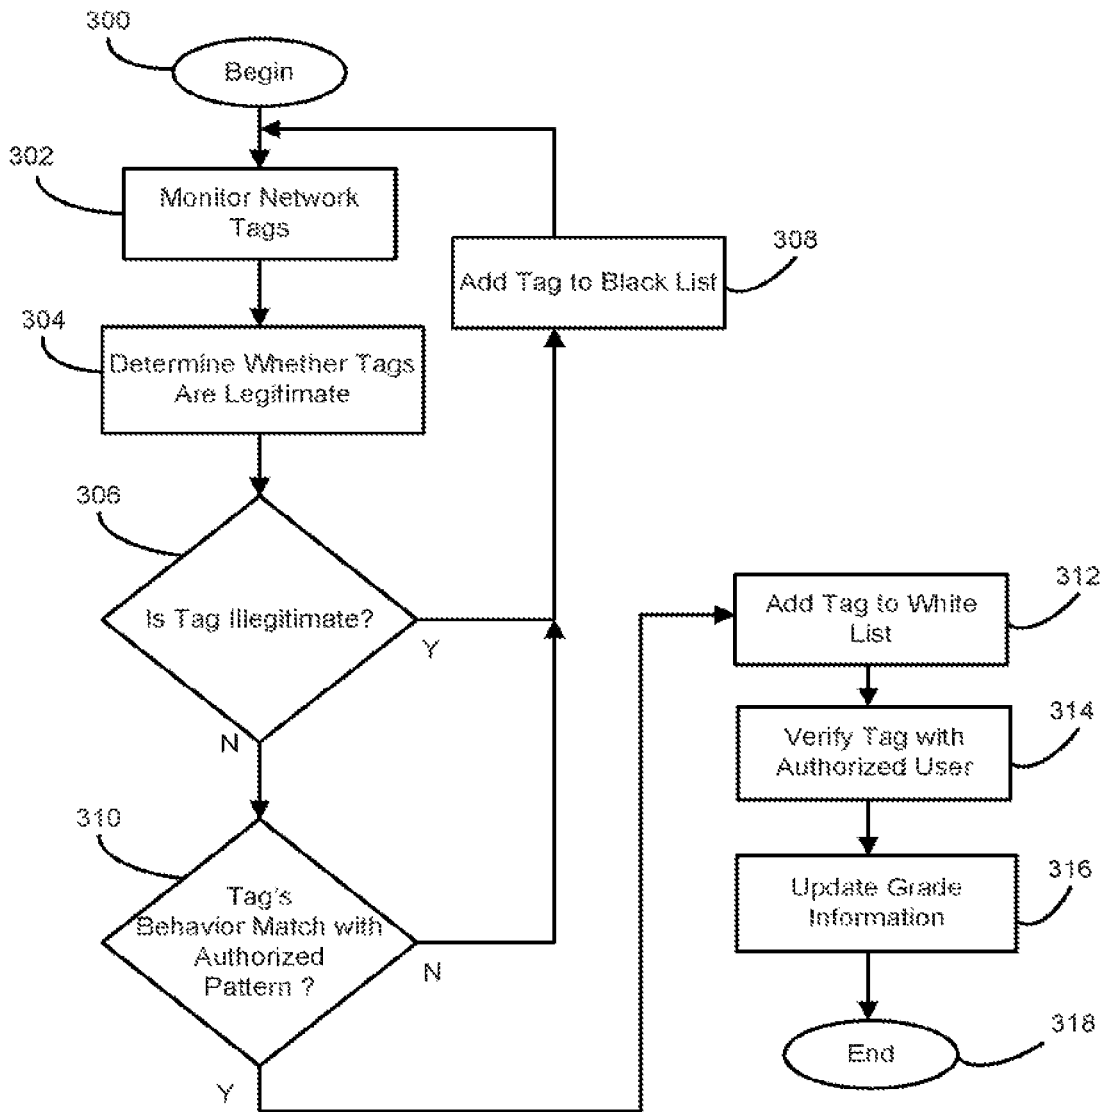 300
Begin
302
Monitor Network
Tags
308
Add Tag to Black List
304
Determine Whether Tags
Are Legitimate
306
Is Tag Illegitimate?
Y
N
310
Tag's
Behavior Match with
Authorized
Pattern ?
N
Y
312
Add Tag to White
List
314
Verify Tag with
Authorized User
316
Update Grade
Information
318
End